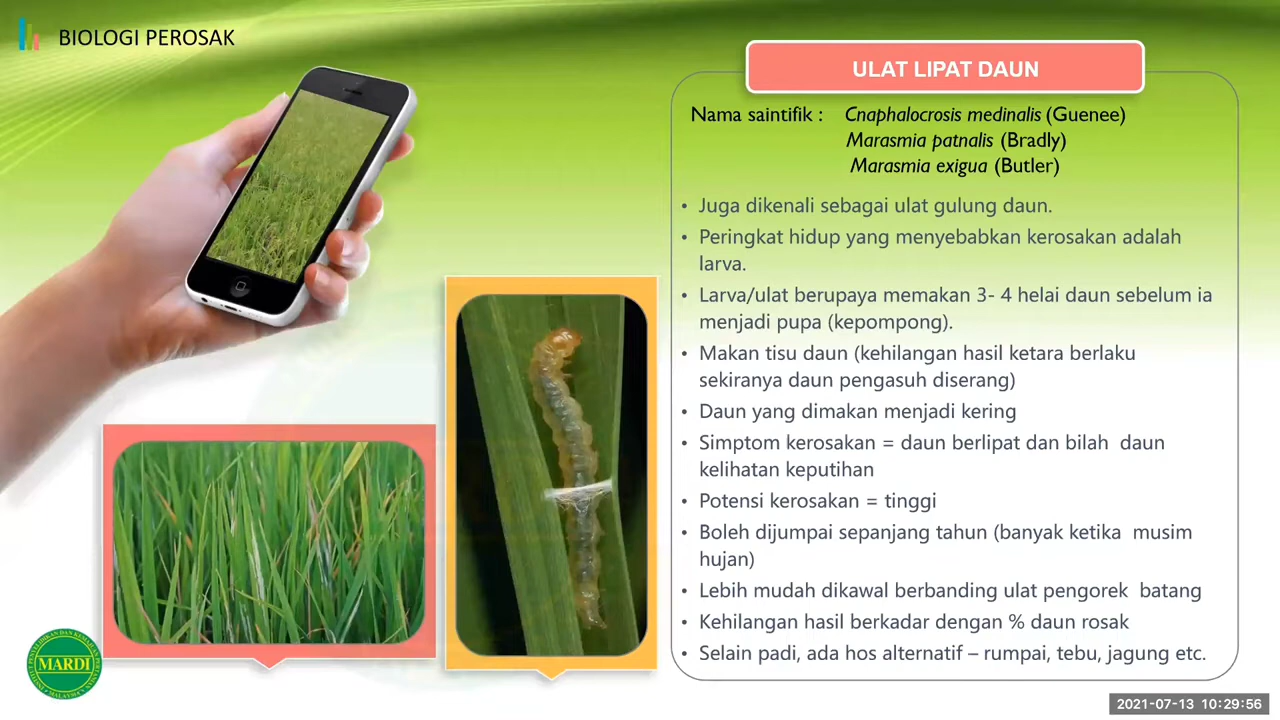 BIOLOGI PEROSAK
ULAT LIPAT DAUN
Nama saintifik : Cnaphalocrosis medinalis (Guenee)
Marasmia patnalis (Bradly)
Marasmia exigua (Butler)
• Juga dikenali sebagai ulat gulung daun.
• Peringkat hidup yang menyebabkan kerosakan adalah
larva.
• Larva/ulat berupaya memakan 3- 4 helai daun sebelum ia
menjadi pupa (kepompong).
• Makan tisu daun (kehilangan hasil ketara berlaku
sekiranya daun pengasuh diserang)
• Daun yang dimakan menjadi kering
• Simptom kerosakan = daun berlipat dan bilah daun
kelihatan keputihan
• Potensi kerosakan = tinggi
• Boleh dijumpai sepanjang tahun (banyak ketika musim
hujan)
• Lebih mudah dikawal berbanding ulat pengorek batang
• Kehilangan hasil berkadar dengan % daun rosak
• Selain padi, ada hos alternatif – rumpai, tebu, jagung etc.
MARDI
2021-07-13 10:29:56